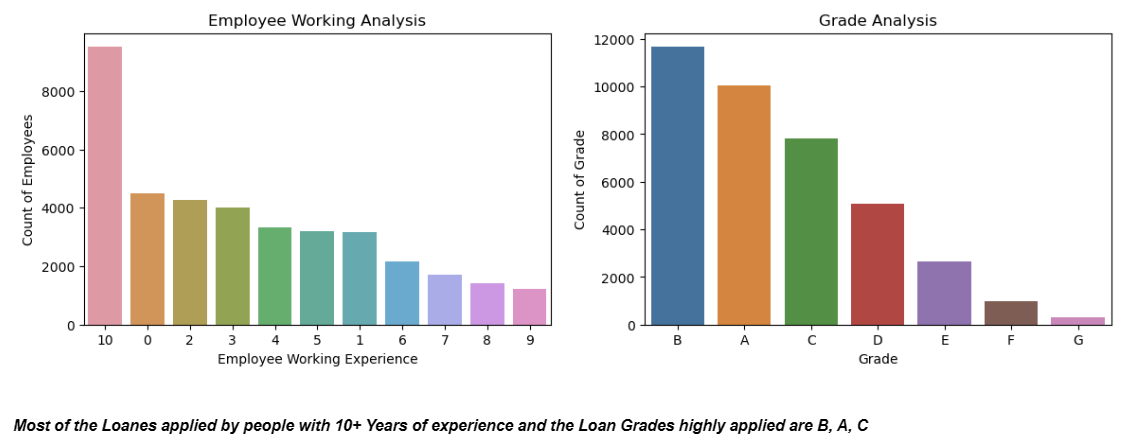 Employee Working Analysis
Count of Employees
8000
6000
4000
2000
0
10 0 2 3 4 5 1 6 7 8 9
Employee Working Experience
Grade Analysis
Count of Grade
12000
10000
8000
6000
4000
2000
0
B A C D E F G
Grade
Most of the Loanes applied by people with 10+ Years of experience and the Loan Grades highly applied are B, A, C